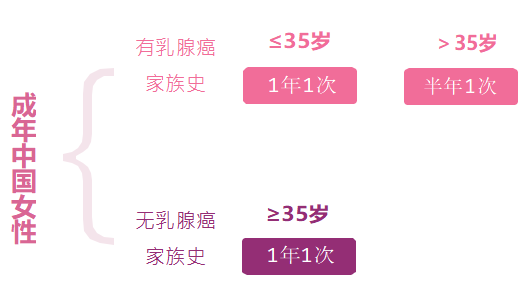 成年中国女性
有乳腺癌
家族史
≤35岁
1年1次
＞35岁
半年1次
无乳腺癌
家族史
≥35岁
1年1次